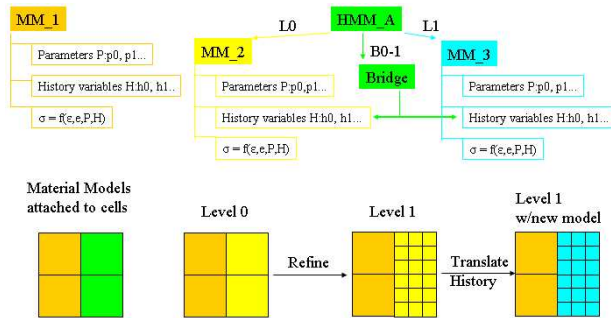 MM_1
L0
HMM_A
L1
MM_2
B0-1
MM_3
Bridge
Parameters P:p0, p1...
History variables H:h0, h1...
σ = f(ε,e,P,H)
Parameters P:p0,p1...
History variables H:h0, h1...
σ = f(ε,e,P,H)
Parameters P:p0, p1...
History variables H:h0, h1...
σ = f(ε,e,P,H)
Material Models
attached to cells
Level 0
Refine
Level 1
Translate
History
Level 1
w/new model